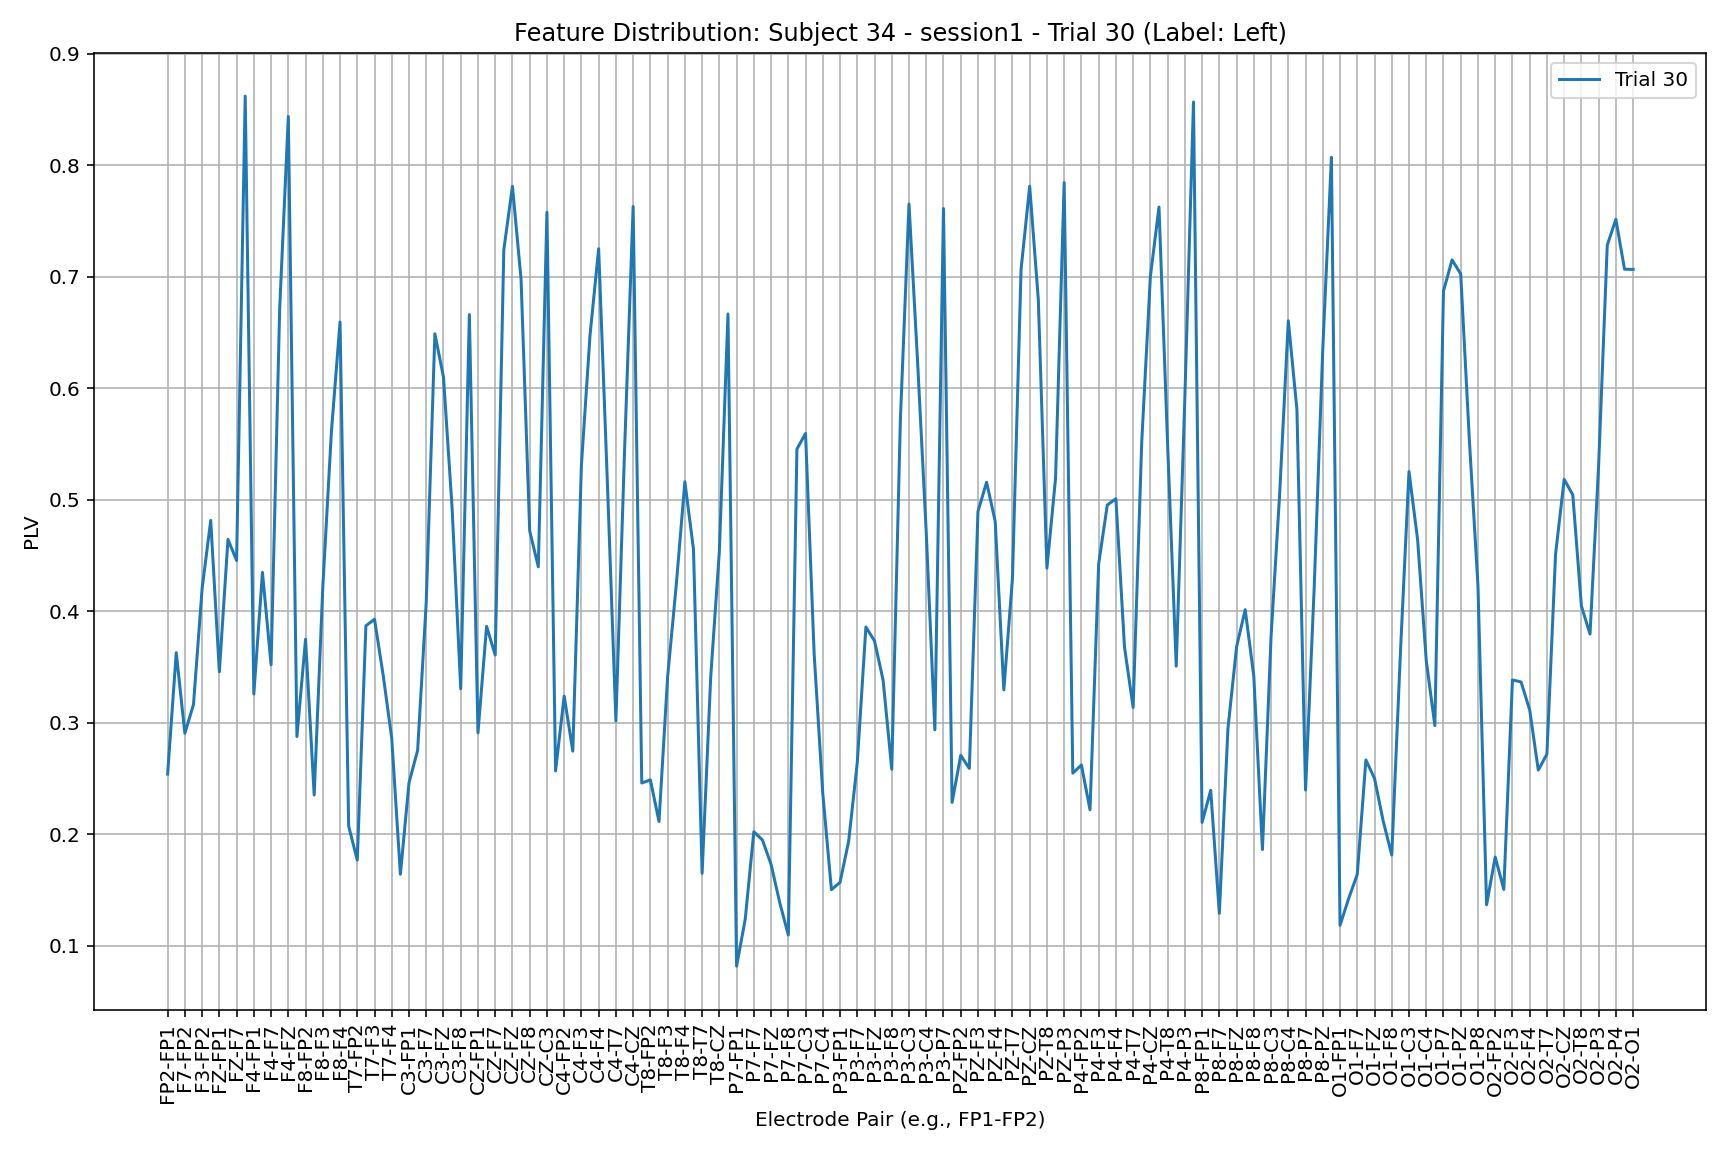 Feature Distribution: Subject 34 - session1 - Trial 30 (Label: Left)
Trial 30
0.9
0.8
0.7
0.6
0.5
0.4
0.3
0.2
0.1
PLV
FP2-FP1
F7-FP2
F3-FP2
FZ-FP1
FZ-F7
F4-FP1
F4-F7
F4-FZ
F8-FP2
F8-F3
F8-F4
T7-FP2
T7-F3
T7-F4
C3-FP1
C3-F7
C3-FZ
C3-F8
CZ-FP1
CZ-F7
CZ-FZ
CZ-F8
CZ-C3
C4-FP2
C4-F3
C4-F4
C4-T7
C4-CZ
T8-FP2
T8-F3
T8-F4
T8-T7
T8-CZ
P7-FP1
P7-F7
P7-FZ
P7-F8
P7-C3
P7-C4
P3-FP1
P3-F7
P3-FZ
P3-F8
P3-C3
P3-C4
P3-P7
PZ-FP2
PZ-F3
PZ-F4
PZ-T7
PZ-CZ
PZ-T8
PZ-P3
P4-FP2
P4-F3
P4-F4
P4-T7
P4-CZ
P4-T8
P4-P3
P8-FP1
P8-F7
P8-FZ
P8-F8
P8-C3
P8-C4
P8-P7
P8-PZ
O1-FP1
O1-F7
O1-FZ
O1-F8
O1-C3
O1-C4
O1-P7
O1-PZ
O1-P8
O2-FP2
O2-F3
O2-F4
O2-T7
O2-CZ
O2-T8
O2-P3
O2-P4
O2-O1
Electrode Pair (e.g., FP1-FP2)